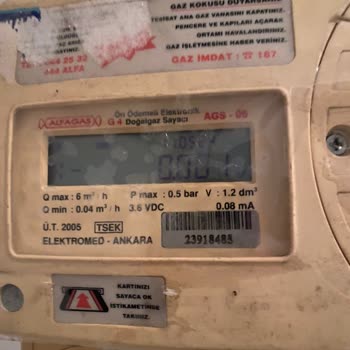 GAZ KOKUSU DUYARSANIZ
TESİSAT ANA GAZ VANASINI KAPATINIZ.
PENCERE VE KAPILARI AÇARAK
ORTAMI HAVALANDIRINIZ.
GAZ İŞLETMESİNE HABER VERİNİZ.
GAZ İMDAT: ☎ 187
444 ALFA
ALFAGAS
Ön Ödemeli Elektronik
G 4 Doğalgaz Sayacı
AGS - 06
Q max : 6 m³/ h P max : 0.5 bar V : 1.2 dm³
Q min : 0.04 m³/ h 3.6 VDC 0.08 mA
Ü.T. 2005 TSEK
ELEKTROMED - ANKARA
23918485
KARTINIZI
SAYACA OK
İSTİKAMETİNDE
TAKINIZ.